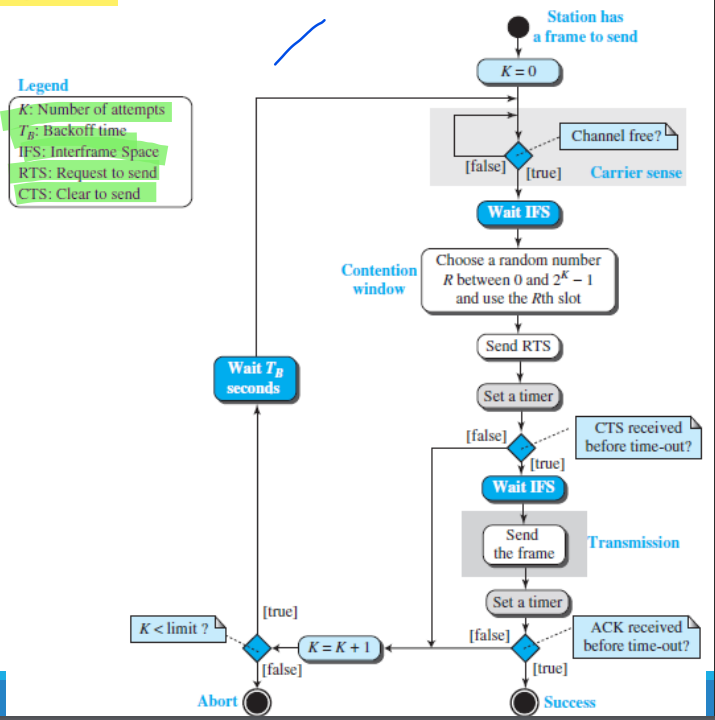 Station has
a frame to send
K = 0
Legend
K: Number of attempts
T_B: Backoff time
IFS: Interframe Space
RTS: Request to send
CTS: Clear to send
Channel free?
[false]
[true]
Carrier sense
Wait IFS
Contention
window
Choose a random number
R between 0 and 2^K – 1
and use the Rth slot
Send RTS
Wait T_B
seconds
Set a timer
[false]
CTS received
before time-out?
[true]
Wait IFS
Send
the frame
Transmission
Set a timer
[true]
K < limit ?
K = K + 1
[false]
ACK received
before time-out?
[false]
[true]
Abort
Success